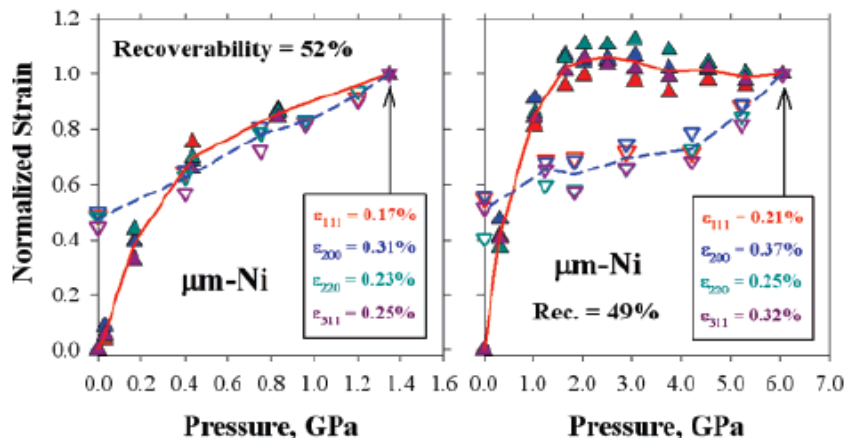 Normalized Strain
1.2
1.0
0.8
0.6
0.4
0.2
0.0
Recoverability = 52%
ε111 = 0.17%
ε200 = 0.31%
ε220 = 0.23%
ε311 = 0.25%
μm-Ni
0.0 0.2 0.4 0.6 0.8 1.0 1.2 1.4 1.6
Pressure, GPa
ε111 = 0.21%
ε200 = 0.37%
ε220 = 0.25%
ε311 = 0.32%
μm-Ni
Rec. = 49%
0.0 1.0 2.0 3.0 4.0 5.0 6.0 7.0
Pressure, GPa